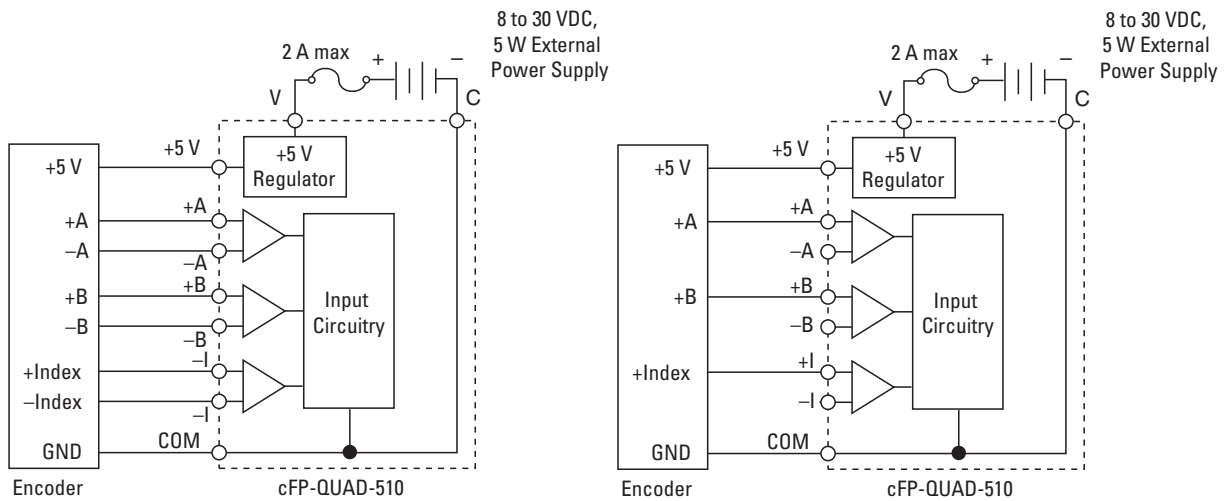 8 to 30 VDC,
5 W External
Power Supply
2 A max
+
–
V
C
+5 V
+5 V
+5 V
Regulator
+A
+A
–A
–A
+B
+B
–B
–B
Input
Circuitry
+Index
–I
–Index
–I
GND
COM
Encoder
cFP-QUAD-510
8 to 30 VDC,
5 W External
Power Supply
2 A max
+
–
V
C
+5 V
+5 V
+5 V
Regulator
+A
+A
–A
+B
+B
–B
Input
Circuitry
+Index
+I
–I
GND
COM
Encoder
cFP-QUAD-510